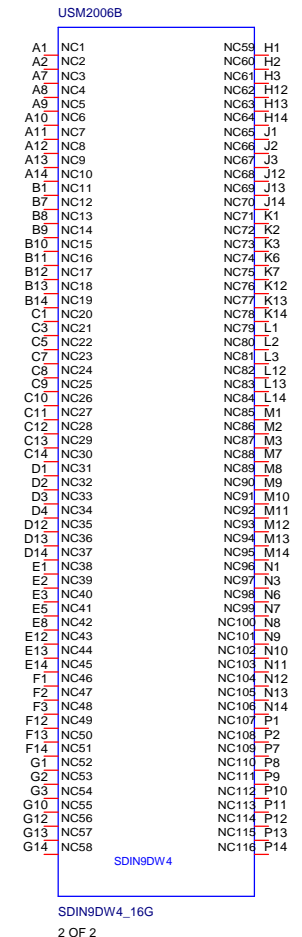 USM2006B
A1 NC1 NC59 H1
A2 NC2 NC60 H2
A7 NC3 NC61 H3
A8 NC4 NC62 H12
A9 NC5 NC63 H13
A10 NC6 NC64 H14
A11 NC7 NC65 J1
A12 NC8 NC66 J2
A13 NC9 NC67 J3
A14 NC10 NC68 J12
B1 NC11 NC69 J13
B7 NC12 NC70 J14
B8 NC13 NC71 K1
B9 NC14 NC72 K2
B10 NC15 NC73 K3
B11 NC16 NC74 K6
B12 NC17 NC75 K7
B13 NC18 NC76 K12
B14 NC19 NC77 K13
C1 NC20 NC78 K14
C3 NC21 NC79 L1
C5 NC22 NC80 L2
C7 NC23 NC81 L3
C8 NC24 NC82 L12
C9 NC25 NC83 L13
C10 NC26 NC84 L14
C11 NC27 NC85 M1
C12 NC28 NC86 M2
C13 NC29 NC87 M3
C14 NC30 NC88 M7
D1 NC31 NC89 M8
D2 NC32 NC90 M9
D3 NC33 NC91 M10
D4 NC34 NC92 M11
D12 NC35 NC93 M12
D13 NC36 NC94 M13
D14 NC37 NC95 M14
E1 NC38 NC96 N1
E2 NC39 NC97 N3
E3 NC40 NC98 N6
E5 NC41 NC99 N7
E8 NC42 NC100 N8
E12 NC43 NC101 N9
E13 NC44 NC102 N10
E14 NC45 NC103 N11
F1 NC46 NC104 N12
F2 NC47 NC105 N13
F3 NC48 NC106 N14
F12 NC49 NC107 P1
F13 NC50 NC108 P2
F14 NC51 NC109 P7
G1 NC52 NC110 P8
G2 NC53 NC111 P9
G3 NC54 NC112 P10
G10 NC55 NC113 P11
G12 NC56 NC114 P12
G13 NC57 NC115 P13
G14 NC58 NC116 P14
SDIN9DW4
SDIN9DW4_16G
2 OF 2